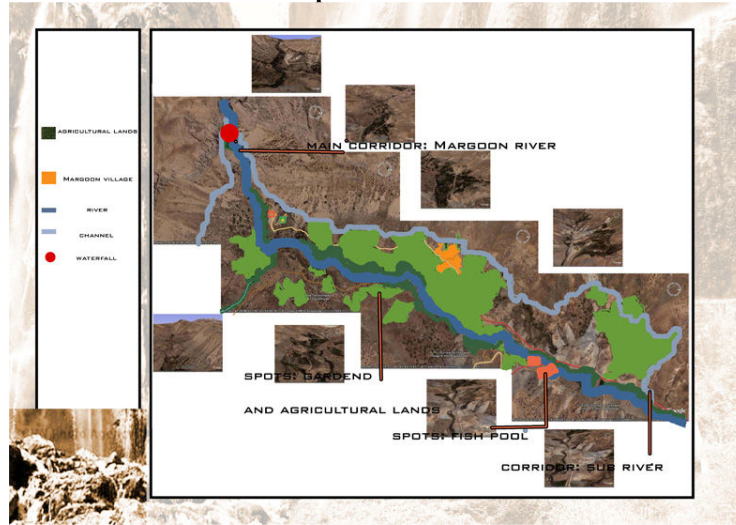 AGRICULTURAL LANDS
MARGOON VILLAGE
RIVER
CHANNEL
WATERFALL
MAIN CORRIDOR: MARGOON RIVER
SPOTS: GARDEND
AND AGRICULTURAL LANDS
SPOTS: FISH POOL
CORRIDOR: SUB RIVER